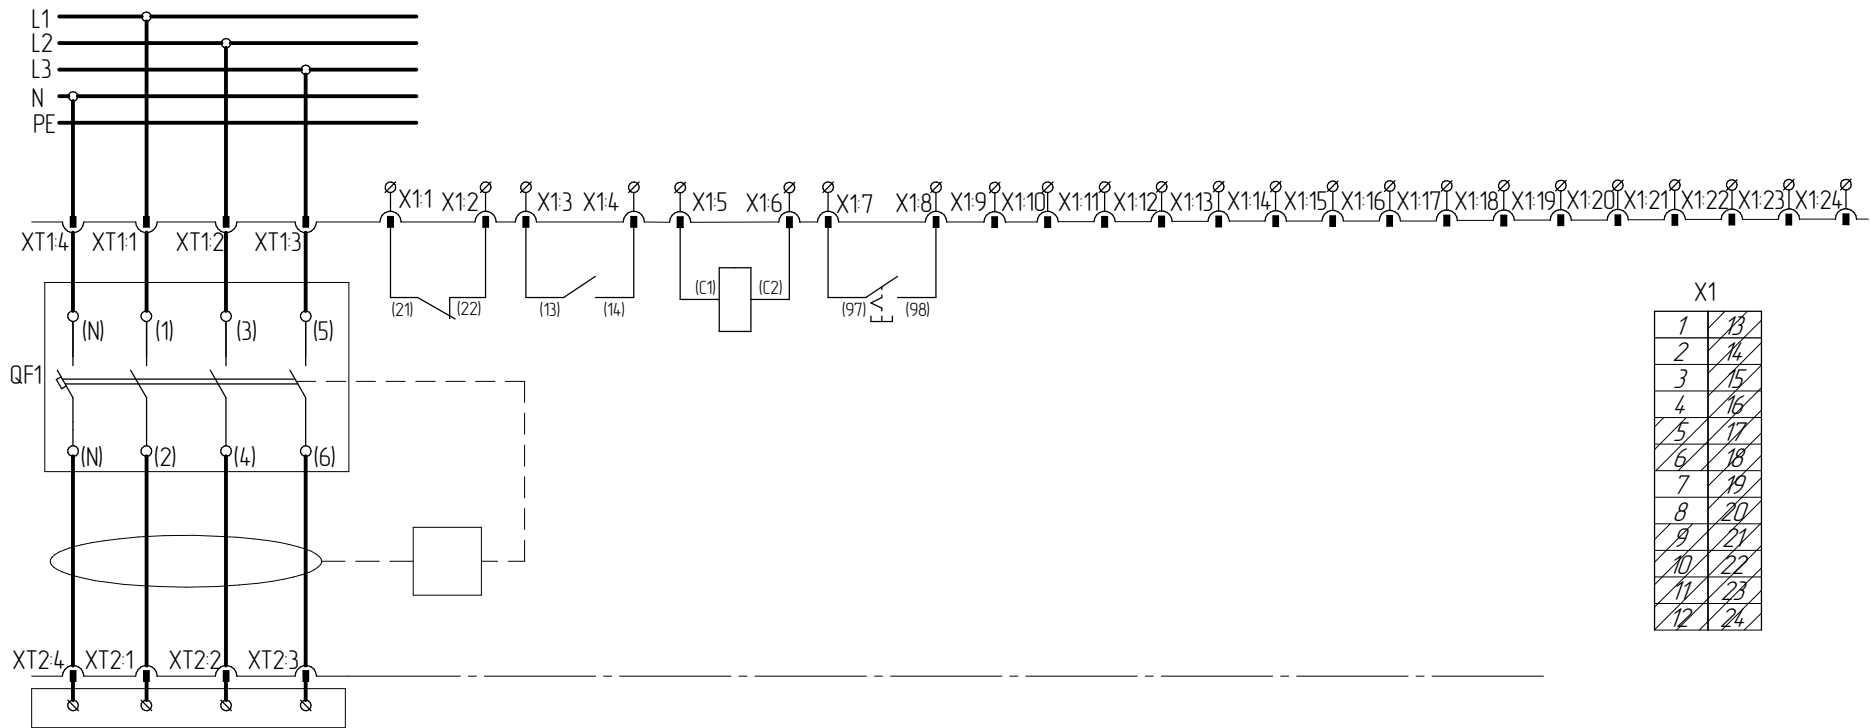 L1
L2
L3
N
PE
X1:1 X1:2 X1:3 X1:4 X1:5 X1:6 X1:7 X1:8 X1:9 X1:10 X1:11 X1:12 X1:13 X1:14 X1:15 X1:16 X1:17 X1:18 X1:19 X1:20 X1:21 X1:22 X1:23 X1:24
XT1:4 XT1:1 XT1:2 XT1:3
(21) (22) (13) (14) (C1) (C2) (97) (98)
(N) (1) (3) (5)
QF1
(N) (2) (4) (6)
XT2:4 XT2:1 XT2:2 XT2:3
X1
1 13
2 14
3 15
4 16
5 17
6 18
7 19
8 20
9 21
10 22
11 23
12 24